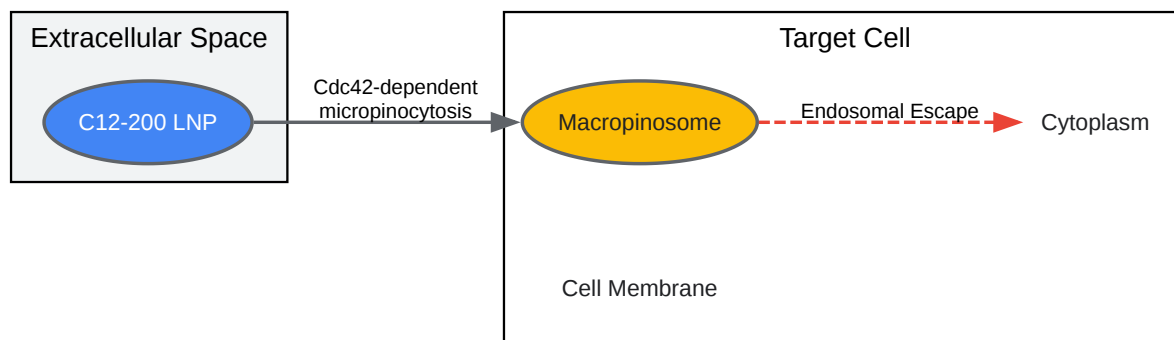 Extracellular Space
Target Cell
C12-200 LNP
Cdc42-dependent
micropinocytosis
Macropinosome
Endosomal Escape
Cytoplasm
Cell Membrane